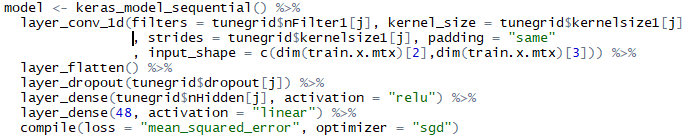 model <- keras_model_sequential() %>%
  layer_conv_1d(filters = tunegrid$nFilter1[j], kernel_size = tunegrid$kernelsize1[j]
                , strides = tunegrid$kernelsize1[j], padding = "same"
                , input_shape = c(dim(train.x.mtx)[2],dim(train.x.mtx)[3])) %>%
  layer_flatten() %>%
  layer_dropout(tunegrid$dropout[j]) %>%
  layer_dense(tunegrid$nHidden[j], activation = "relu") %>%
  layer_dense(48, activation = "linear") %>%
  compile(loss = "mean_squared_error", optimizer = "sgd")